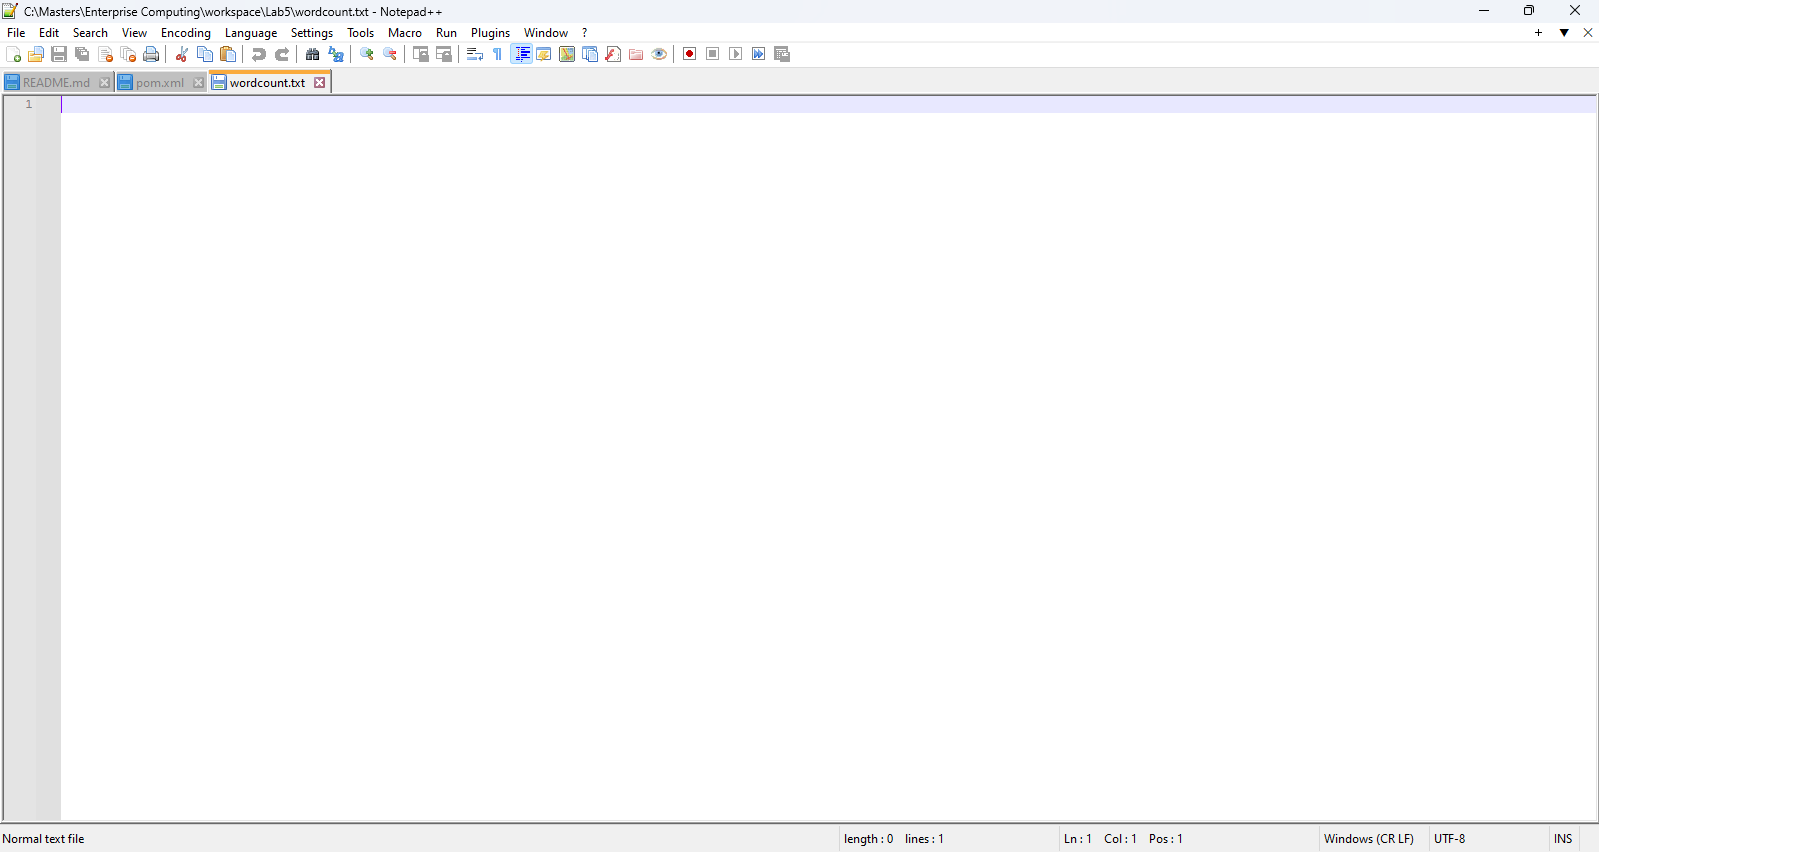 C:\Masters\Enterprise Computing\workspace\Lab5\wordcount.txt - Notepad++
File Edit Search View Encoding Language Settings Tools Macro Run Plugins Window ?
README.md pom.xml wordcount.txt
1
Normal text file length : 0 lines : 1 Ln : 1 Col : 1 Pos : 1 Windows (CR LF) UTF-8 INS